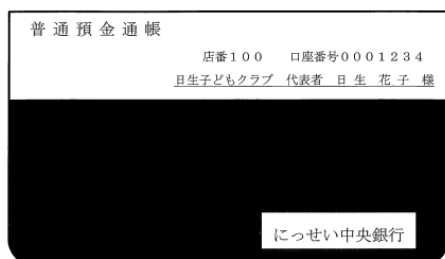 普通預金通帳
店番１００　口座番号０００１２３４
日生子どもクラブ　代表者　日　生　花　子　様
にっせい中央銀行